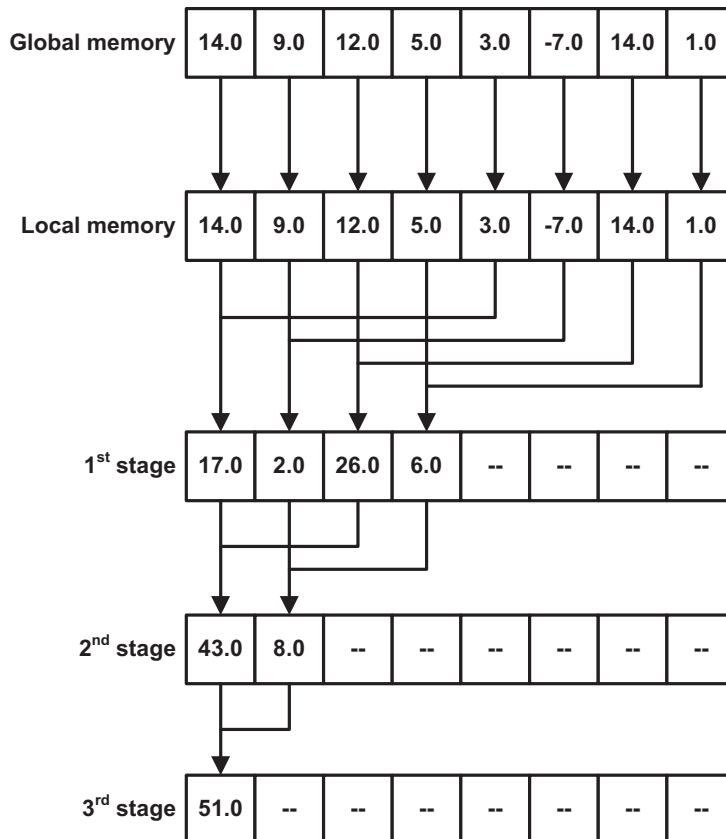 Global memory 14.0 9.0 12.0 5.0 3.0 -7.0 14.0 1.0
Local memory 14.0 9.0 12.0 5.0 3.0 -7.0 14.0 1.0
1st stage 17.0 2.0 26.0 6.0 -- -- -- --
2nd stage 43.0 8.0 -- -- -- -- -- --
3rd stage 51.0 -- -- -- -- -- -- --